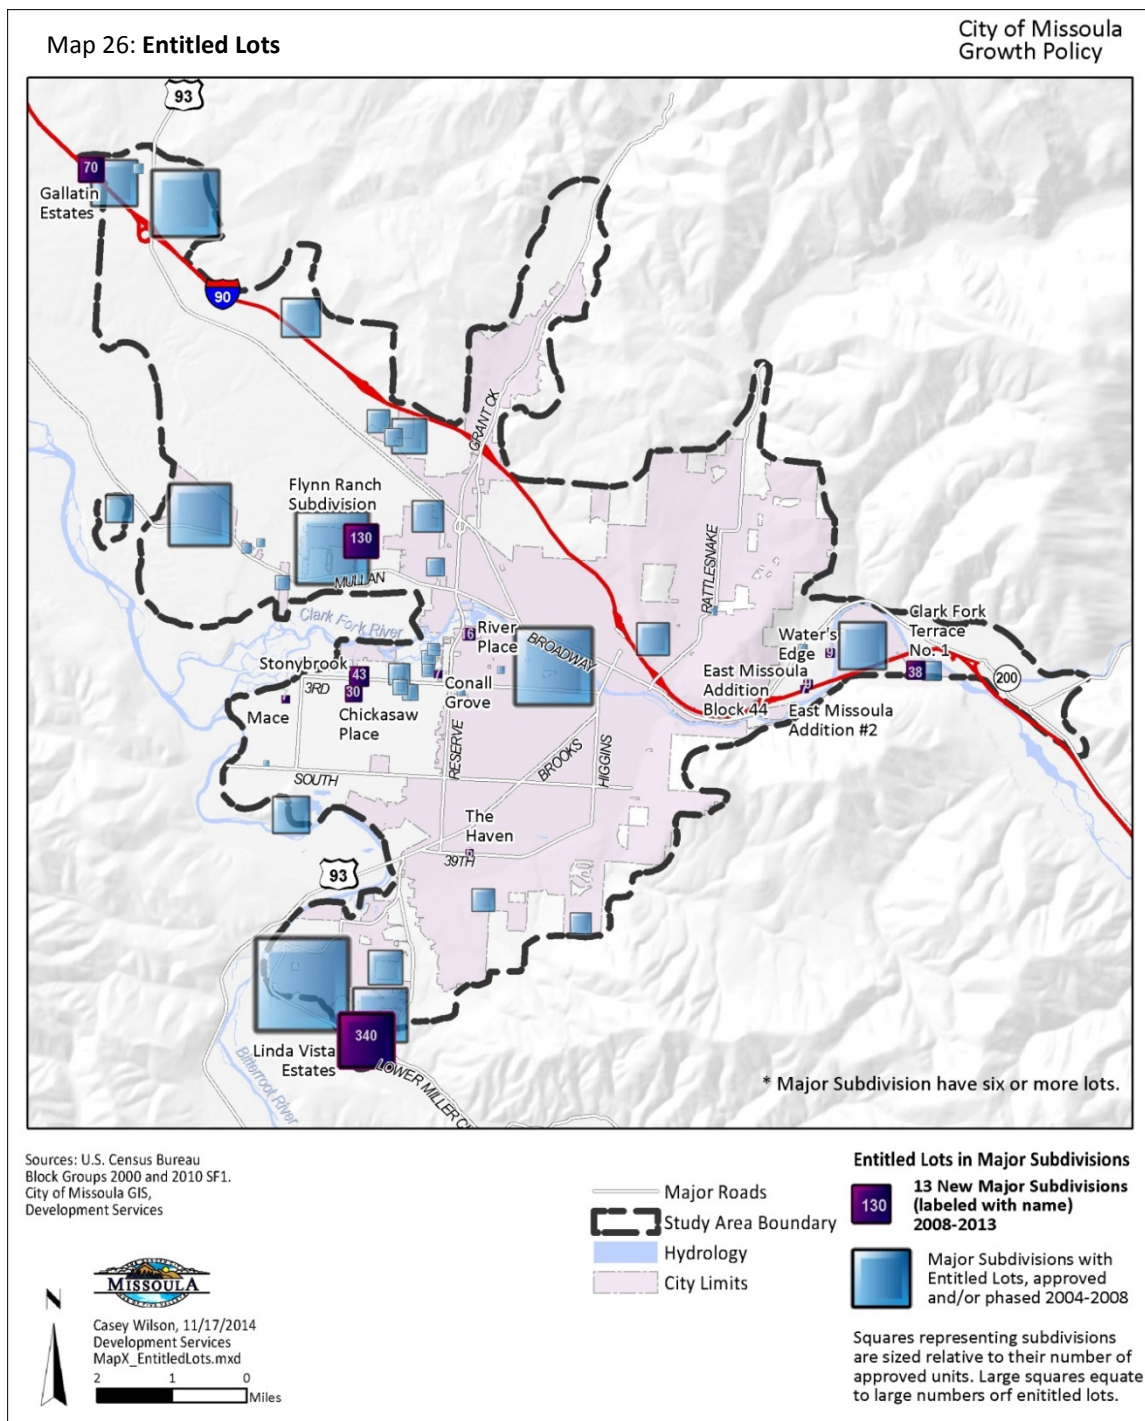 Map 26: Entitled Lots
City of Missoula
Growth Policy
93
70
Gallatin
Estates
90
GRANT CK
Flynn Ranch
Subdivision
130
MULLAN
RATTLESNAKE
Clark Fork River
6
River
Place
BROADWAY
Water's
Edge
9
Clark Fork
Terrace
No. 1
38
200
Stonybrook
43
30
3RD
7
Conall
Grove
Mace
Chickasaw
Place
East Missoula
Addition
Block 44
East Missoula
Addition #2
RESERVE
BROOKS
HIGGINS
SOUTH
The
Haven
39TH
93
340
Linda Vista
Estates
LOWER MILLER
Bitterroot River
* Major Subdivision have six or more lots.
Sources: U.S. Census Bureau
Block Groups 2000 and 2010 SF1.
City of Missoula GIS,
Development Services
MISSOULA
N
Casey Wilson, 11/17/2014
Development Services
MapX_EntitledLots.mxd
2 1 0
Miles
Major Roads
Study Area Boundary
Hydrology
City Limits
Entitled Lots in Major Subdivisions
130
13 New Major Subdivisions
(labeled with name)
2008-2013
Major Subdivisions with
Entitled Lots, approved
and/or phased 2004-2008
Squares representing subdivisions
are sized relative to their number of
approved units. Large squares equate
to large numbers orf enititled lots.